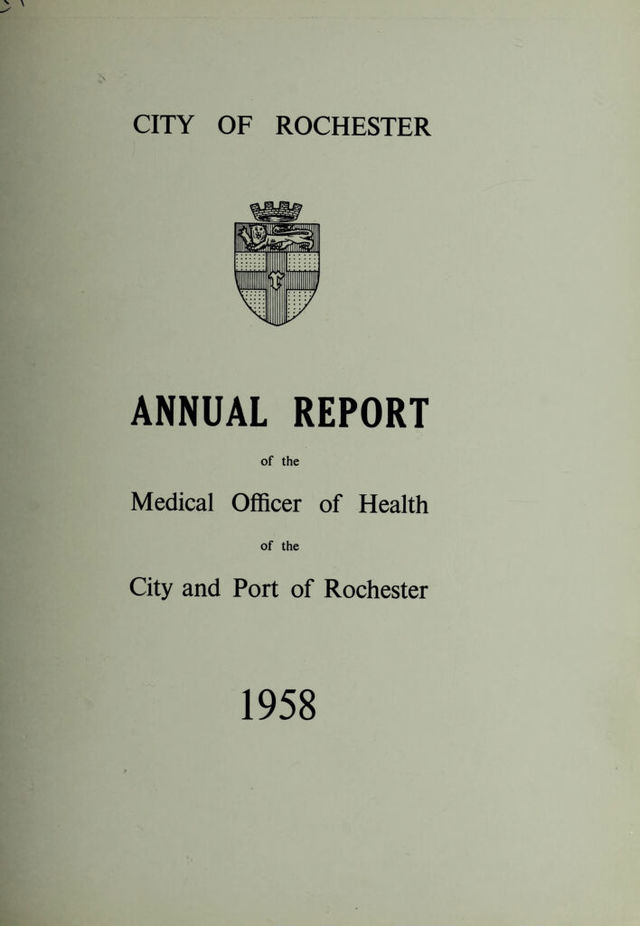 CITY OF ROCHESTER
r
ANNUAL REPORT
of the
Medical Officer of Health
of the
City and Port of Rochester
1958